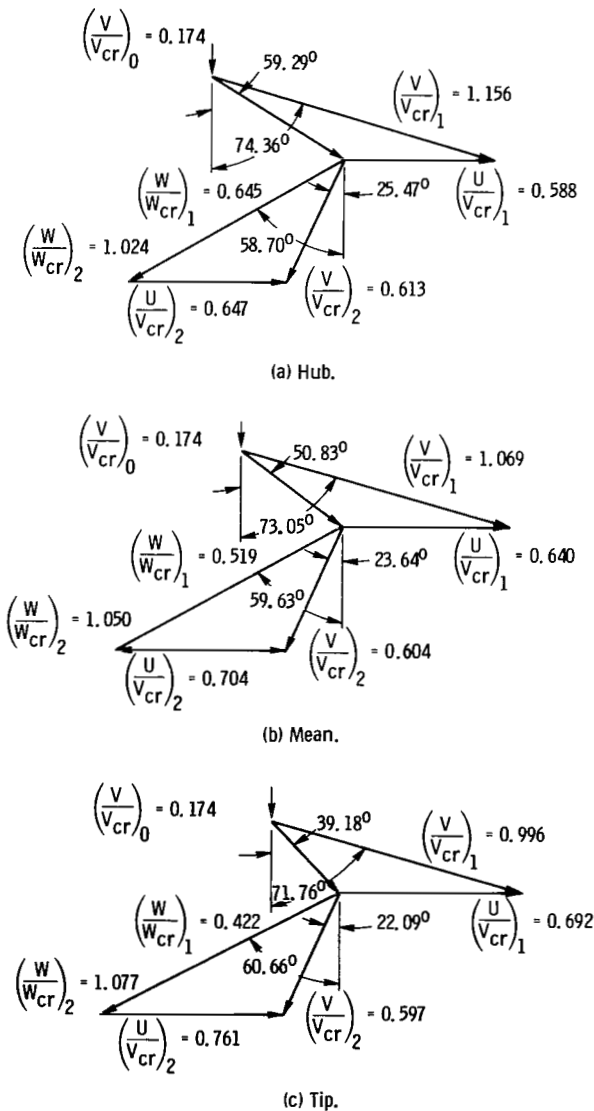 (V/Vcr)0 = 0.174
59.29°
(V/Vcr)1 = 1.156
74.36°
(W/Wcr)1 = 0.645
25.47°
(U/Vcr)1 = 0.588
(W/Wcr)2 = 1.024
58.70°
(U/Vcr)2 = 0.647
(V/Vcr)2 = 0.613
(a) Hub.
(V/Vcr)0 = 0.174
50.83°
(V/Vcr)1 = 1.069
73.05°
(W/Wcr)1 = 0.519
23.64°
(U/Vcr)1 = 0.640
(W/Wcr)2 = 1.050
59.63°
(U/Vcr)2 = 0.704
(V/Vcr)2 = 0.604
(b) Mean.
(V/Vcr)0 = 0.174
39.18°
(V/Vcr)1 = 0.996
71.76°
(W/Wcr)1 = 0.422
22.09°
(U/Vcr)1 = 0.692
(W/Wcr)2 = 1.077
60.66°
(U/Vcr)2 = 0.761
(V/Vcr)2 = 0.597
(c) Tip.